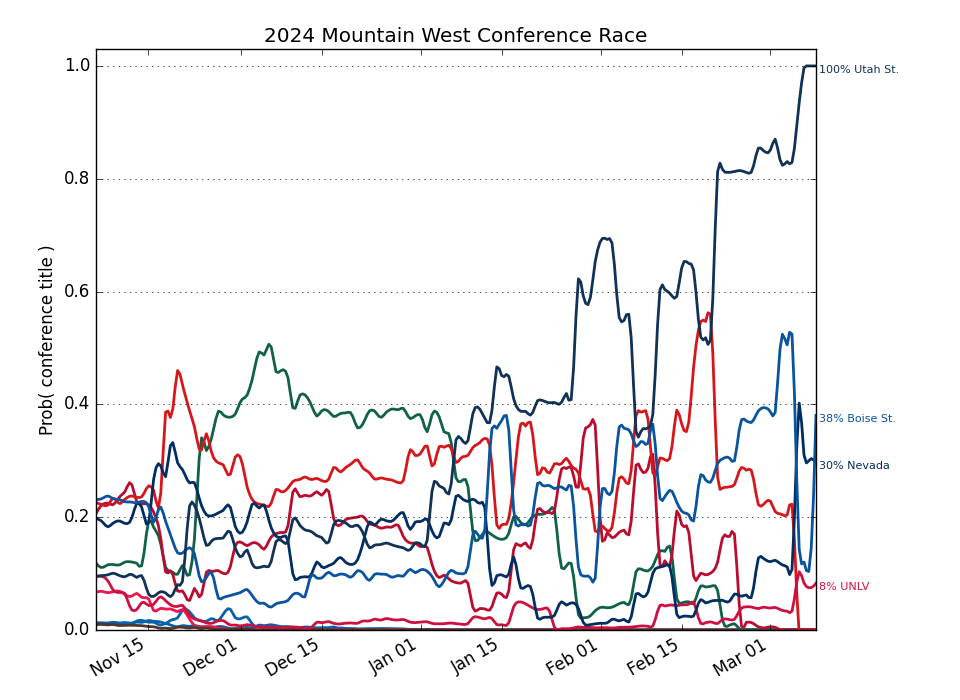 2024 Mountain West Conference Race
1.0
0.8
0.6
0.4
0.2
0.0
Prob( conference title )
100% Utah St.
38% Boise St.
30% Nevada
8% UNLV
Nov 15
Dec 01
Dec 15
Jan 01
Jan 15
Feb 01
Feb 15
Mar 01